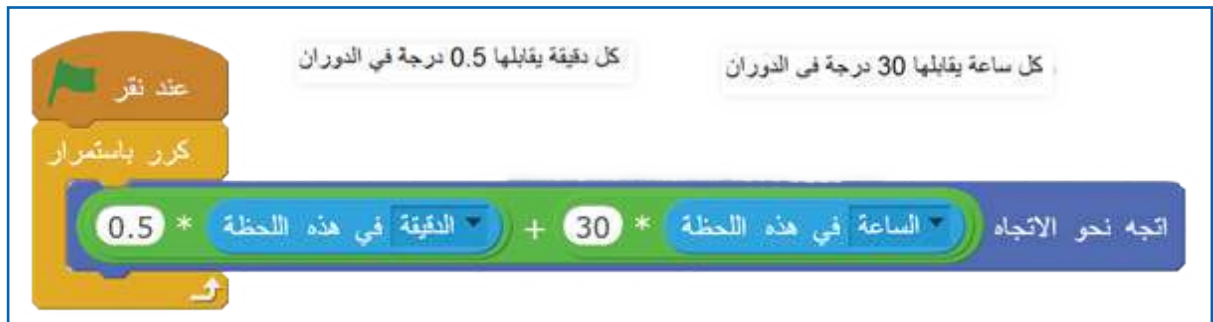 كل ساعة يقابلها 30 درجة في الدوران
كل دقيقة يقابلها 0.5 درجة في الدوران
عند نقر
كرر باستمرار
اتجه نحو الاتجاه الساعة في هذه اللحظة * 30 + الدقيقة في هذه اللحظة * 0.5